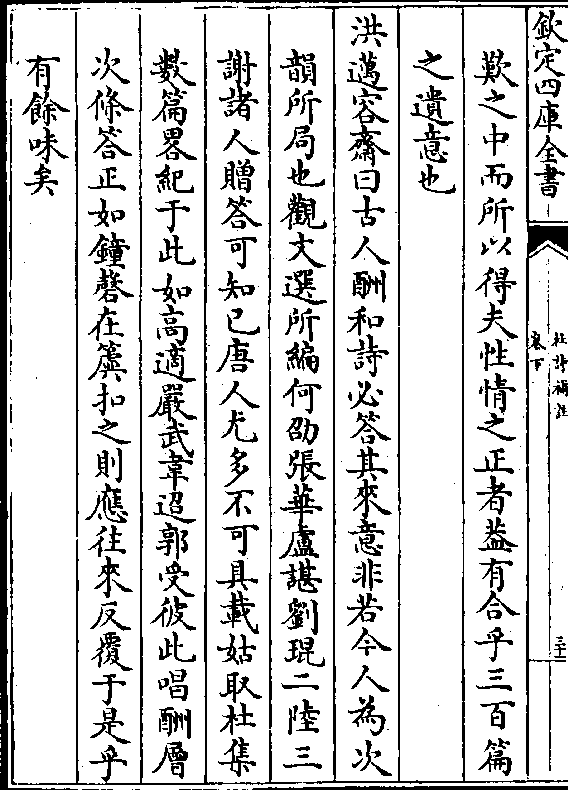 欽定四庫全書
杜詩補註
卷下
三十二
歎之中而所以得夫性情之正者葢有合乎三百篇
之遺意也
洪邁容齋曰古人酬和詩必答其來意非若今人為次
韻所局也觀文選所編何劭張華盧諶劉琨二陸三
謝諸人贈答可知已唐人尤多不可具載姑取杜集
數篇畧紀于此如高適嚴武韋迢郭受彼此唱酬層
次條答正如鐘磬在簴扣之則應往來反覆于是乎
有餘味矣